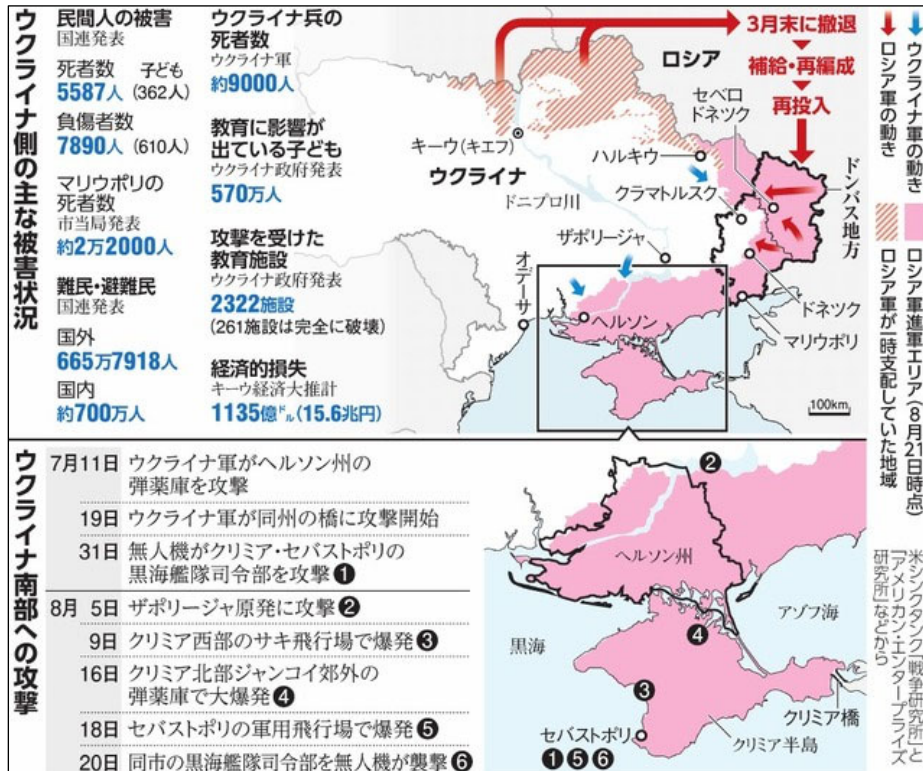 ウクライナ側の主な被害状況
民間人の被害
国連発表
死者数 子ども
5587人 (362人)
負傷者数
7890人 (610人)
マリウポリの
死者数
市当局発表
約2万2000人
難民・避難民
国連発表
国外
665万7918人
国内
約700万人
ウクライナ兵の
死者数
ウクライナ軍
約9000人
教育に影響が
出ている子ども
ウクライナ政府発表
570万人
攻撃を受けた
教育施設
ウクライナ政府発表
2322施設
(261施設は完全に破壊)
経済的損失
キーウ経済大推計
1135億㌦(15.6兆円)
3月末に撤退
補給・再編成
再投入
ロシア
セベロ
ドネツク
キーウ(キエフ)
ハルキウ
ウクライナ
クラマトルスク
ドニプロ川
ドンバス地方
ザポリージャ
オデーサ
ヘルソン
ドネツク
マリウポリ
100km
ウクライナ軍の動き
ロシア軍の動き
ロシア軍進軍エリア(8月21日時点)
ロシア軍が一時支配していた地域
米シンクタンク「戦争研究所」と
「アメリカン・エンタープライズ
研究所」などから
ウクライナ南部への攻撃
7月11日 ウクライナ軍がヘルソン州の
弾薬庫を攻撃
19日 ウクライナ軍が同州の橋に攻撃開始
31日 無人機がクリミア・セバストポリの
黒海艦隊司令部を攻撃❶
8月 5日 ザポリージャ原発に攻撃❷
9日 クリミア西部のサキ飛行場で爆発❸
16日 クリミア北部ジャンコイ郊外の
弾薬庫で大爆発❹
18日 セバストポリの軍用飛行場で爆発❺
20日 同市の黒海艦隊司令部を無人機が襲撃❻
❷
ヘルソン州
アゾフ海
黒海
❹
❸
クリミア橋
セバストポリ
クリミア半島
❶❺❻